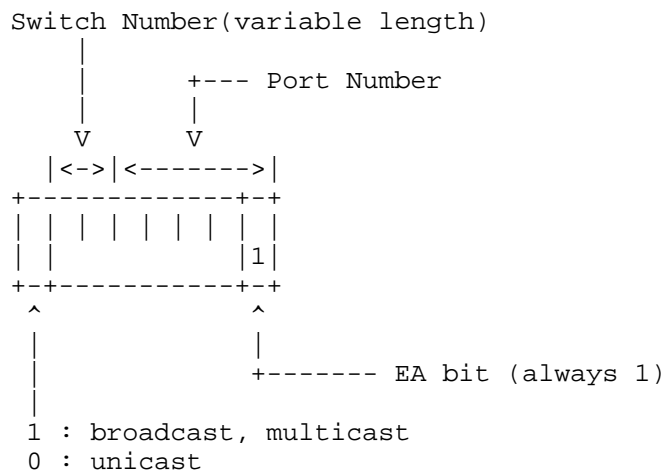 Switch Number(variable length)
     |
     |      +--- Port Number
     |      |
     V      V
   |<->|<------->|
+-------------+-+
| | | | | | | | |
| |           |1|
+-+-----------+-+
 ^             ^
 |             |
 |             +------- EA bit (always 1)
 |
 1 : broadcast, multicast
 0 : unicast